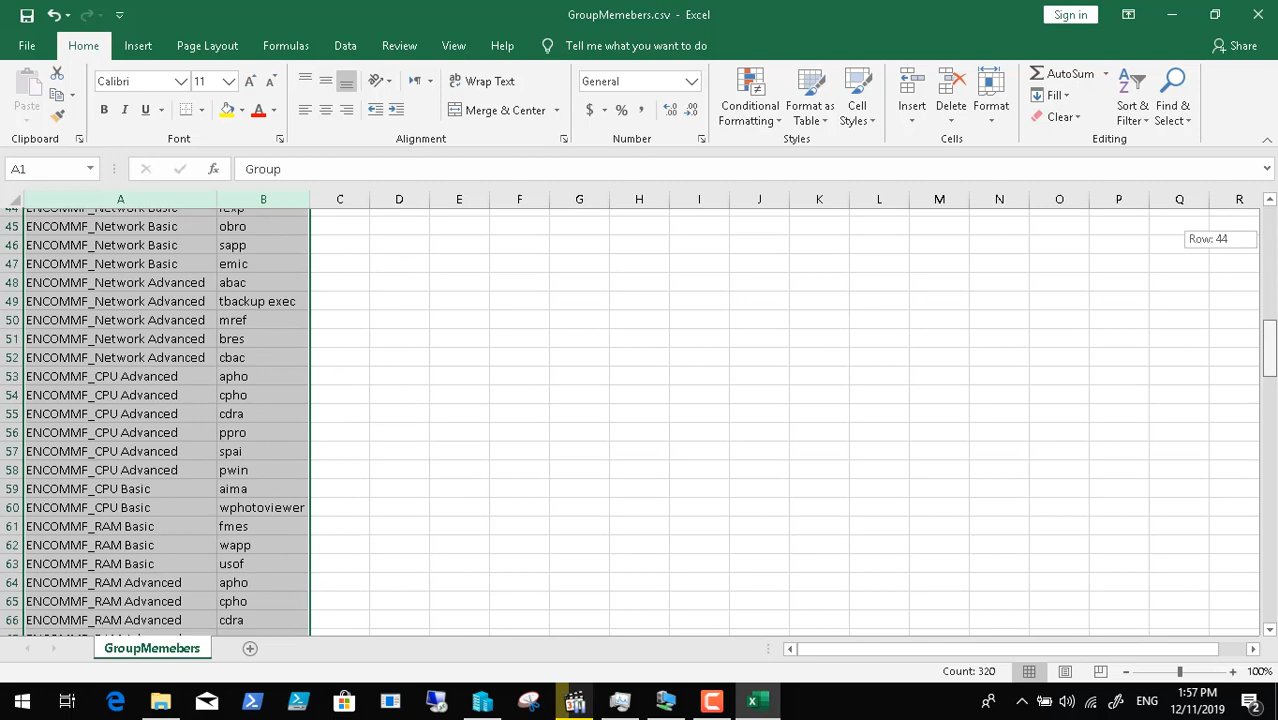 GroupMemebers.csv - Excel
Sign in
File Home Insert Page Layout Formulas Data Review View Help Tell me what you want to do Share
Paste
Calibri 11
B I U A
Wrap Text
Merge & Center
General
$ % ,
Conditional Formatting
Format as Table
Cell Styles
Insert Delete Format
AutoSum
Fill
Clear
Sort & Filter
Find & Select
Clipboard Font Alignment Number Styles Cells Editing
A1 fx Group
A B C D E F G H I J K L M N O P Q R
45 ENCOMMF_Network Basic obro
Row: 44
46 ENCOMMF_Network Basic sapp
47 ENCOMMF_Network Basic emic
48 ENCOMMF_Network Advanced abac
49 ENCOMMF_Network Advanced tbackup exec
50 ENCOMMF_Network Advanced mref
51 ENCOMMF_Network Advanced bres
52 ENCOMMF_Network Advanced cbac
53 ENCOMMF_CPU Advanced apho
54 ENCOMMF_CPU Advanced cpho
55 ENCOMMF_CPU Advanced cdra
56 ENCOMMF_CPU Advanced ppro
57 ENCOMMF_CPU Advanced spai
58 ENCOMMF_CPU Advanced pwin
59 ENCOMMF_CPU Basic aima
60 ENCOMMF_CPU Basic wphotoviewer
61 ENCOMMF_RAM Basic fmes
62 ENCOMMF_RAM Basic wapp
63 ENCOMMF_RAM Basic usof
64 ENCOMMF_RAM Advanced apho
65 ENCOMMF_RAM Advanced cpho
66 ENCOMMF_RAM Advanced cdra
GroupMemebers
Count: 320 100%
ENG
1:57 PM
12/11/2019
2